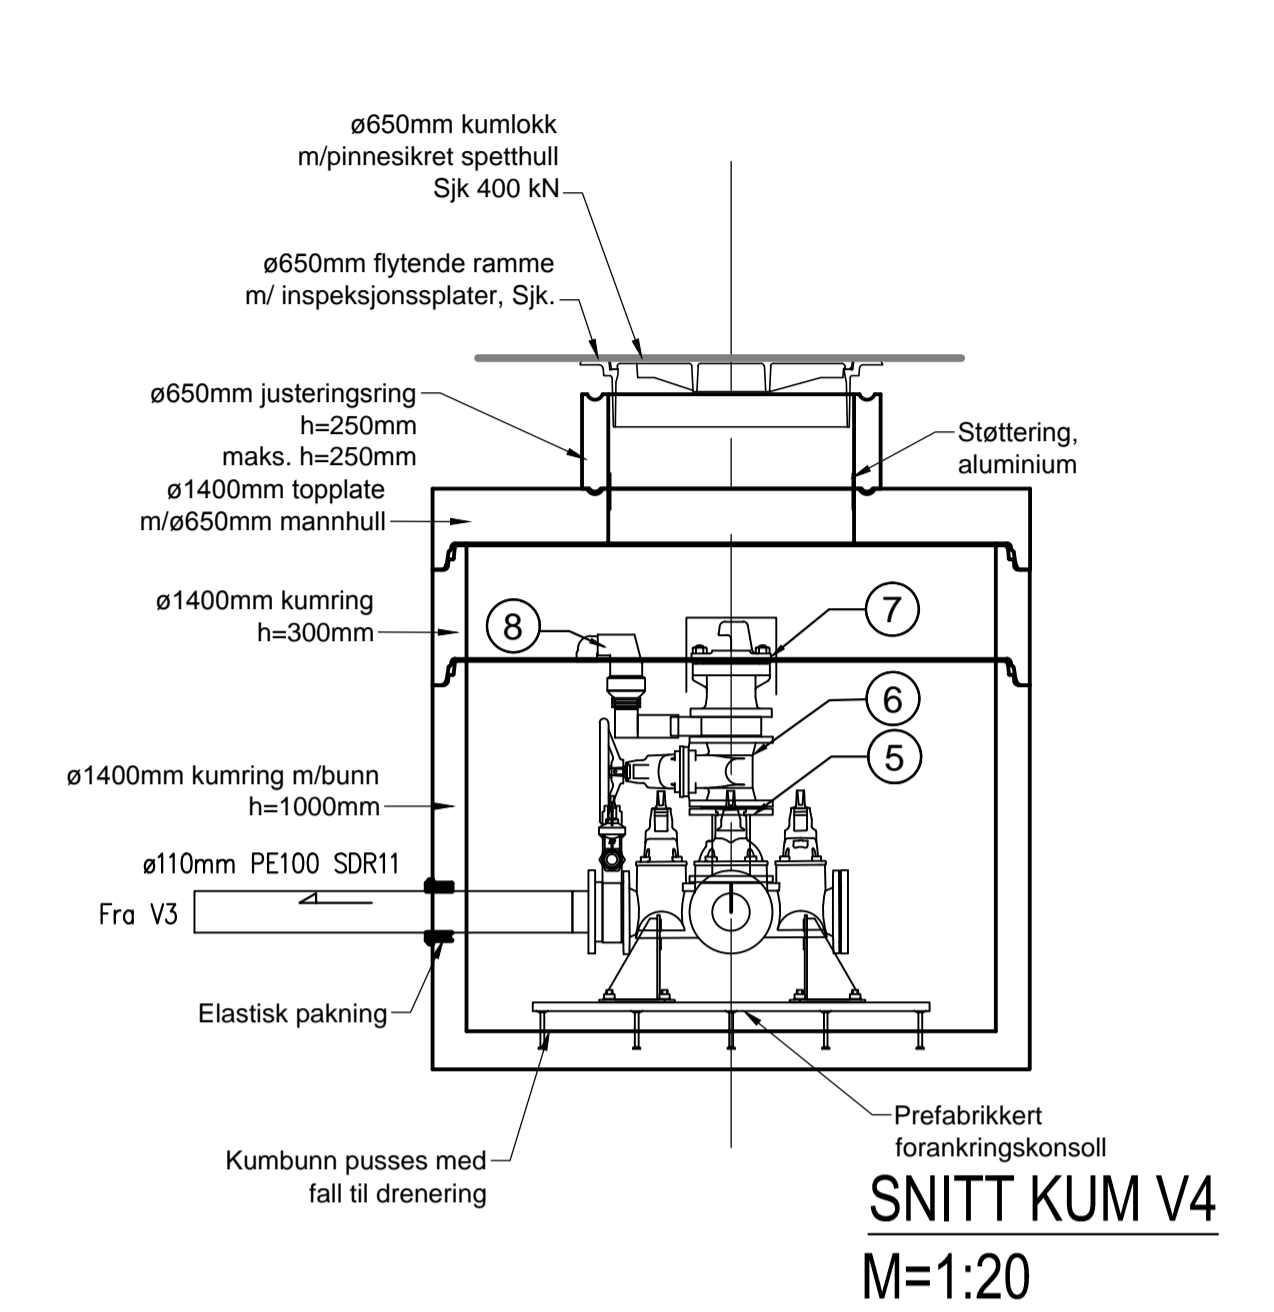 ø650mm kumlokk
m/pinnesikret spetthull
Sjk 400 kN
ø650mm flytende ramme
m/ inspeksjonssplater, Sjk.
ø650mm justeringsring
h=250mm
maks. h=250mm
Støttering,
aluminium
ø1400mm topplate
m/ø650mm mannhull
ø1400mm kumring
h=300mm
8
7
6
5
ø1400mm kumring m/bunn
h=1000mm
ø110mm PE100 SDR11
Fra V3
Elastisk pakning
Prefabrikkert
forankringskonsoll
Kumbunn pusses med
fall til drenering
SNITT KUM V4
M=1:20